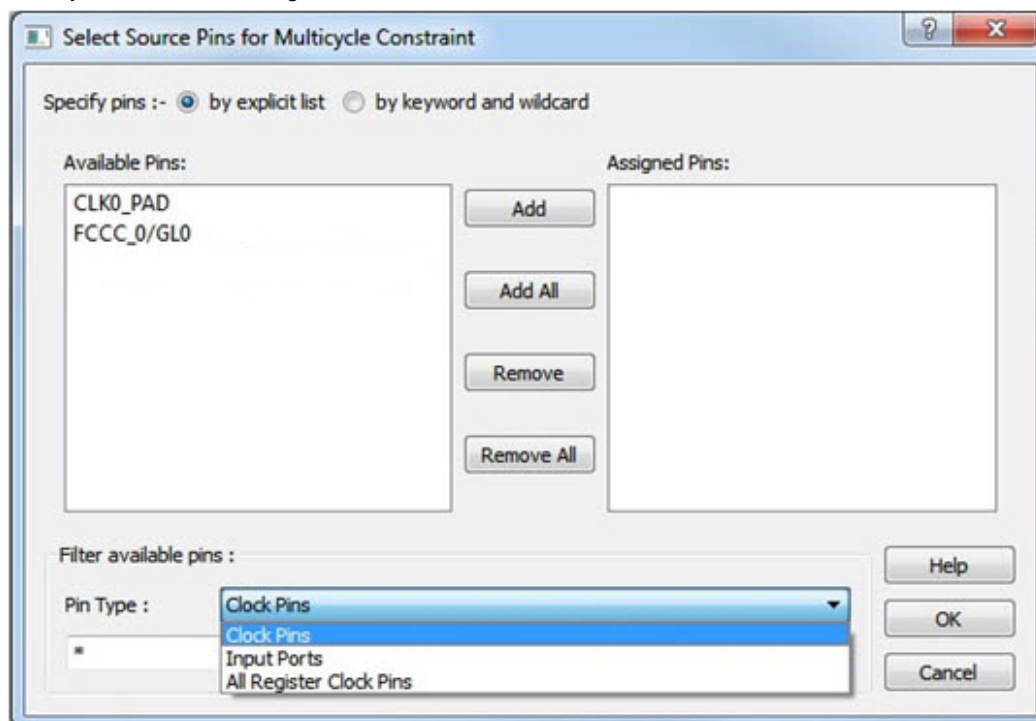 Select Source Pins for Multicycle Constraint
?
X
Specify pins :- by explicit list by keyword and wildcard
Available Pins:
Assigned Pins:
CLK0_PAD
FCCC_0/GL0
Add
Add All
Remove
Remove All
Filter available pins :
Pin Type :
Clock Pins
Clock Pins
Input Ports
All Register Clock Pins
*
Help
OK
Cancel